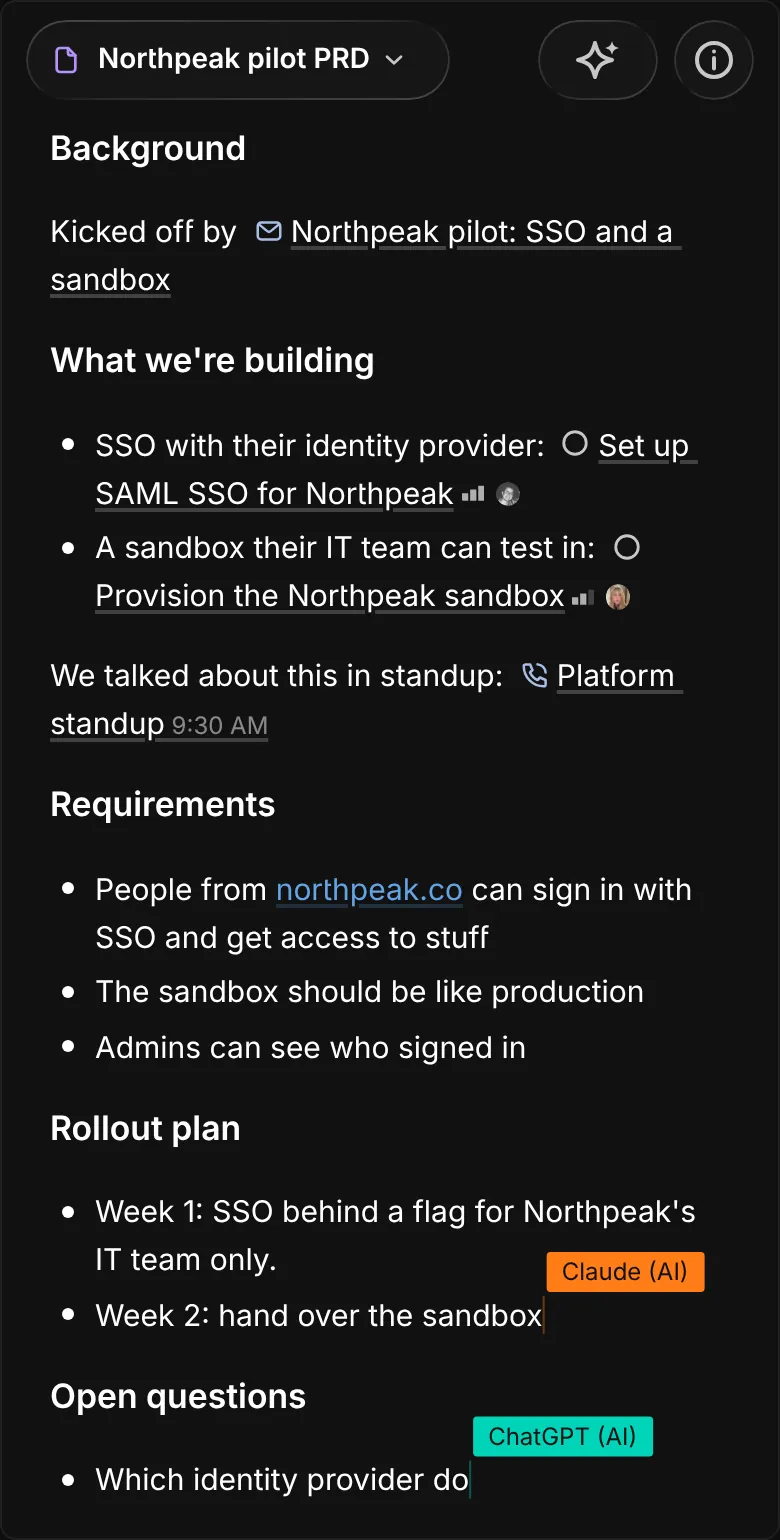 Northpeak pilot PRD
Background
Kicked off by Northpeak pilot: SSO and a
sandbox
What we're building
• SSO with their identity provider: Set up
SAML SSO for Northpeak
• A sandbox their IT team can test in:
Provision the Northpeak sandbox
We talked about this in standup: Platform
standup 9:30 AM
Requirements
• People from northpeak.co can sign in with
SSO and get access to stuff
• The sandbox should be like production
• Admins can see who signed in
Rollout plan
• Week 1: SSO behind a flag for Northpeak's
IT team only.
Claude (AI)
• Week 2: hand over the sandbox
Open questions
ChatGPT (AI)
• Which identity provider do